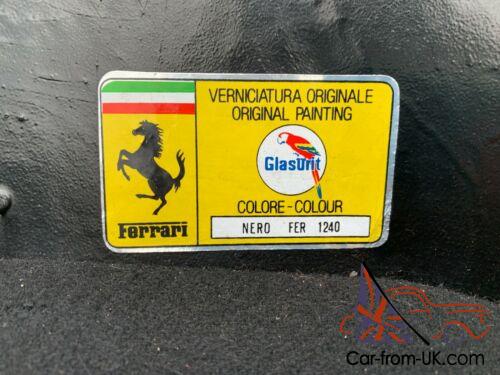 VERNICIATURA ORIGINALE
ORIGINAL PAINTING
Glasurit
COLORE-COLOUR
NERO FER 1240
Ferrari
Car-from-UK.com